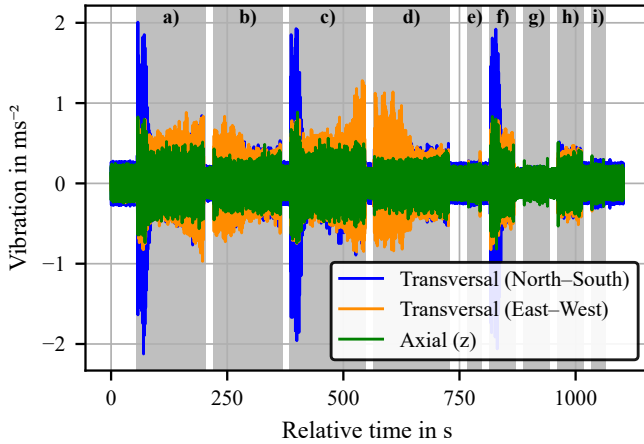 a) b) c) d) e) f) g) h) i)
2
1
0
−1
−2
Vibration in ms⁻²
Transversal (North–South)
Transversal (East–West)
Axial (z)
0 250 500 750 1000
Relative time in s